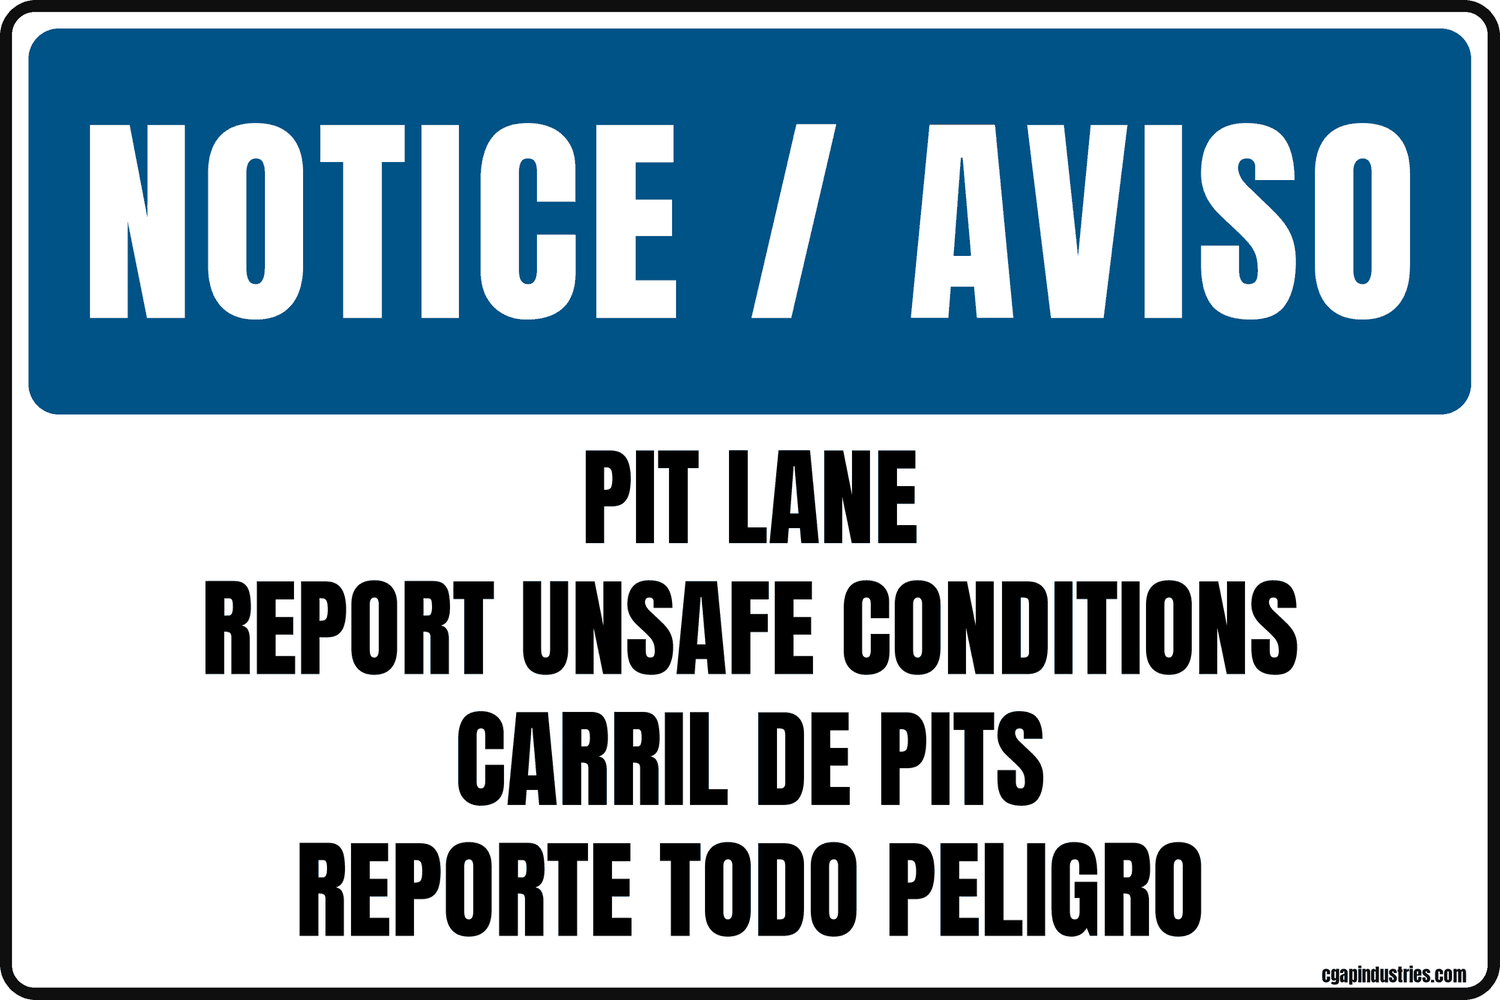 NOTICE / AVISO
PIT LANE
REPORT UNSAFE CONDITIONS
CARRIL DE PITS
REPORTE TODO PELIGRO
cgapindustries.com